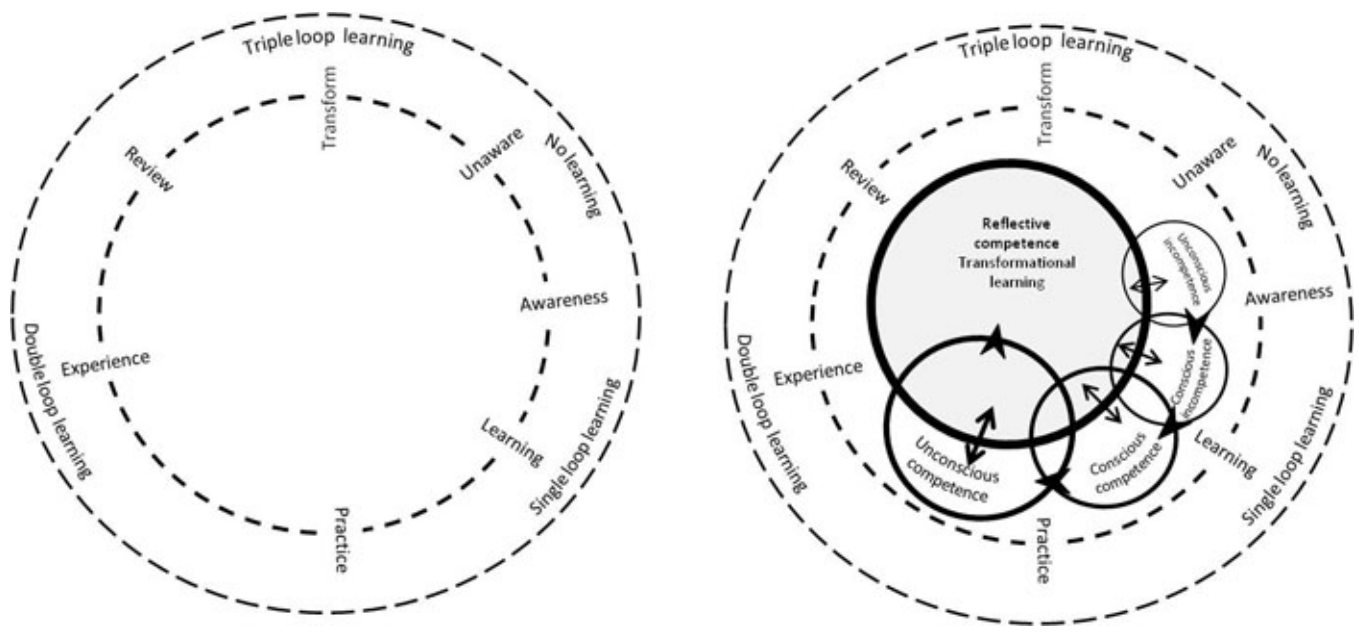 Triple loop learning
Transform
Unaware
No learning
Review
Awareness
Experience
Double loop learning
Learning
Single loop learning
Practice
Triple loop learning
Transform
Unaware
No learning
Review
Reflective
competence
Transformational
learning
Unconscious
incompetence
Awareness
Conscious
incompetence
Experience
Double loop learning
Learning
Single loop learning
Unconscious
competence
Conscious
competence
Practice